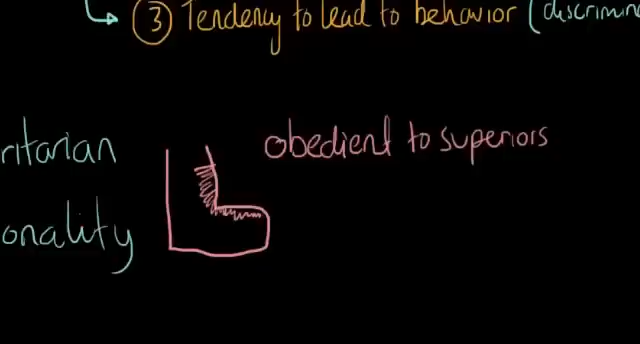 3 Tendency to lead to behavior (discrimin
ritarian
obedient to superiors
onality